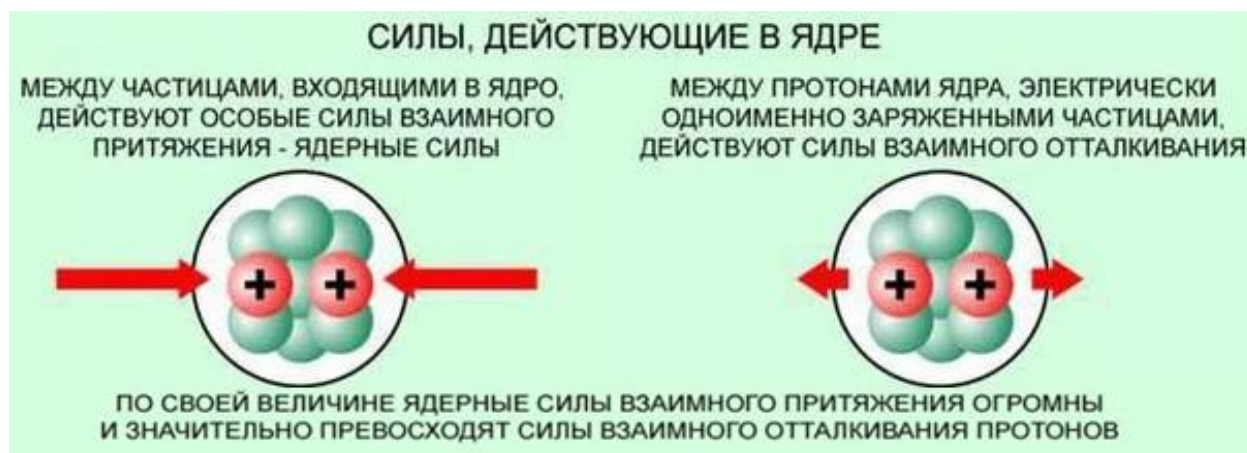 СИЛЫ, ДЕЙСТВУЮЩИЕ В ЯДРЕ
МЕЖДУ ЧАСТИЦАМИ, ВХОДЯЩИМИ В ЯДРО,
ДЕЙСТВУЮТ ОСОБЫЕ СИЛЫ ВЗАИМНОГО
ПРИТЯЖЕНИЯ - ЯДЕРНЫЕ СИЛЫ
МЕЖДУ ПРОТОНАМИ ЯДРА, ЭЛЕКТРИЧЕСКИ
ОДНОИМЕННО ЗАРЯЖЕННЫМИ ЧАСТИЦАМИ,
ДЕЙСТВУЮТ СИЛЫ ВЗАИМНОГО ОТТАЛКИВАНИЯ
+ +
+ +
ПО СВОЕЙ ВЕЛИЧИНЕ ЯДЕРНЫЕ СИЛЫ ВЗАИМНОГО ПРИТЯЖЕНИЯ ОГРОМНЫ
И ЗНАЧИТЕЛЬНО ПРЕВОСХОДЯТ СИЛЫ ВЗАИМНОГО ОТТАЛКИВАНИЯ ПРОТОНОВ